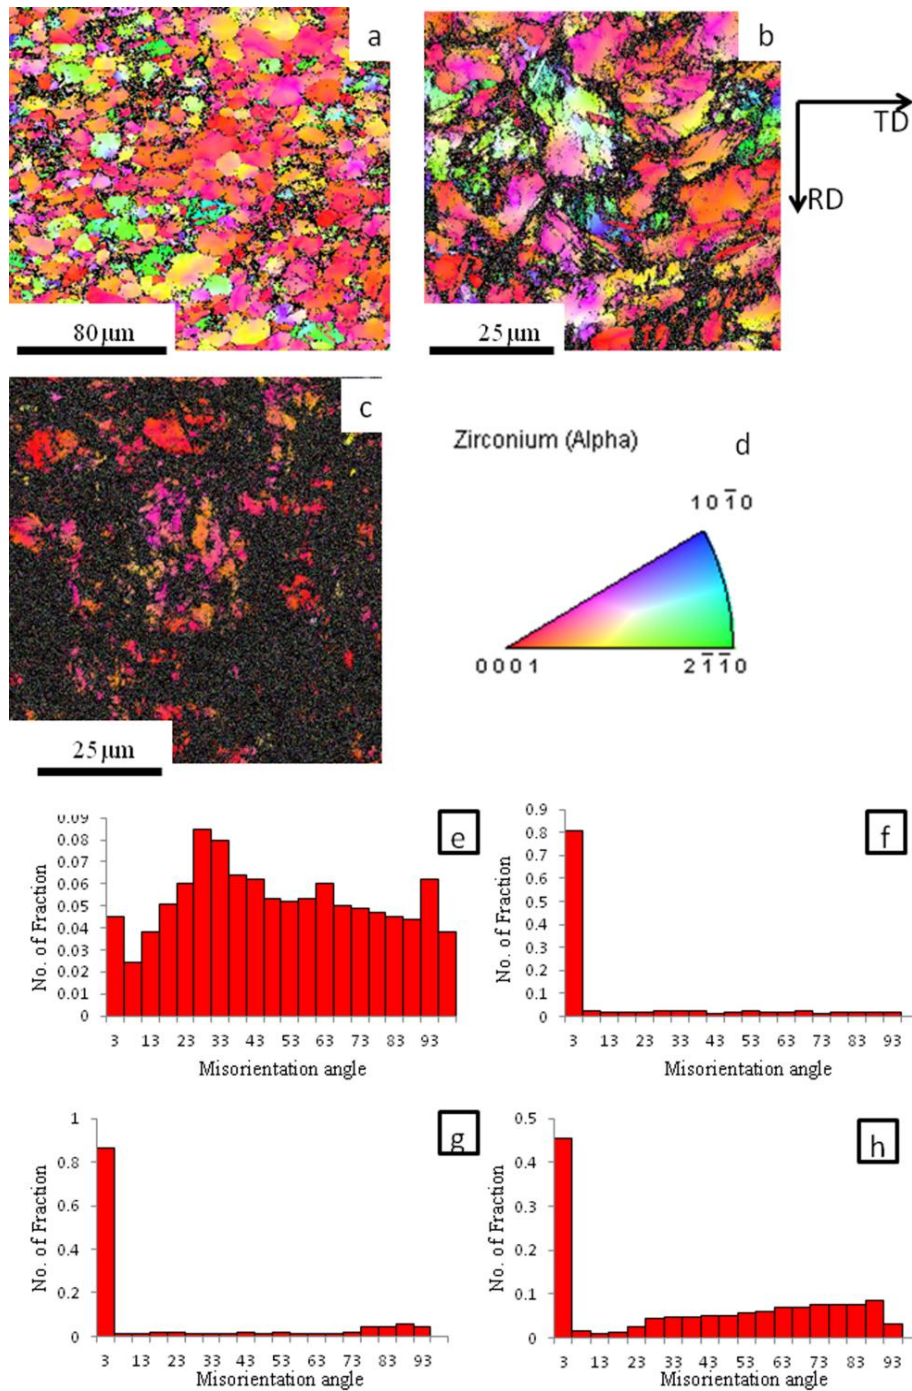 a
b
TD
RD
80 µm
25 µm
c
Zirconium (Alpha)
d
1 0 1̅ 0
0 0 0 1
2 1̅ 1̅ 0
25 µm
e
0.09
0.08
0.07
0.06
0.05
0.04
0.03
0.02
0.01
0
No. of Fraction
3 13 23 33 43 53 63 73 83 93
Misorientation angle
f
0.9
0.8
0.7
0.6
0.5
0.4
0.3
0.2
0.1
0
No. of Fraction
3 13 23 33 43 53 63 73 83 93
Misorientation angle
g
1
0.8
0.6
0.4
0.2
0
No. of Fraction
3 13 23 33 43 53 63 73 83 93
Misorientation angle
h
0.5
0.4
0.3
0.2
0.1
0
No. of Fraction
3 13 23 33 43 53 63 73 83 93
Misorientation angle